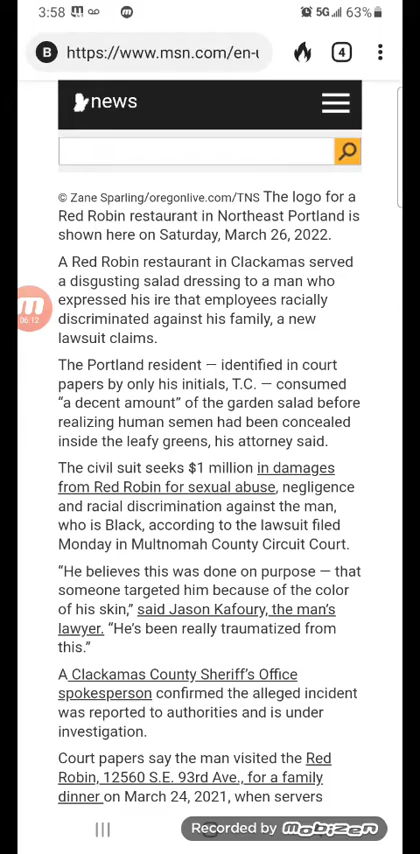 3:58 63%
5G
B https://www.msn.com/en-u 4
news
© Zane Sparling/oregonlive.com/TNS The logo for a
Red Robin restaurant in Northeast Portland is
shown here on Saturday, March 26, 2022.
A Red Robin restaurant in Clackamas served
a disgusting salad dressing to a man who
expressed his ire that employees racially
discriminated against his family, a new
lawsuit claims.
06:12
The Portland resident — identified in court
papers by only his initials, T.C. — consumed
“a decent amount” of the garden salad before
realizing human semen had been concealed
inside the leafy greens, his attorney said.
The civil suit seeks $1 million in damages
from Red Robin for sexual abuse, negligence
and racial discrimination against the man,
who is Black, according to the lawsuit filed
Monday in Multnomah County Circuit Court.
“He believes this was done on purpose — that
someone targeted him because of the color
of his skin,” said Jason Kafoury, the man’s
lawyer. “He’s been really traumatized from
this.”
A Clackamas County Sheriff’s Office
spokesperson confirmed the alleged incident
was reported to authorities and is under
investigation.
Court papers say the man visited the Red
Robin, 12560 S.E. 93rd Ave., for a family
dinner on March 24, 2021, when servers
Recorded by mobizen